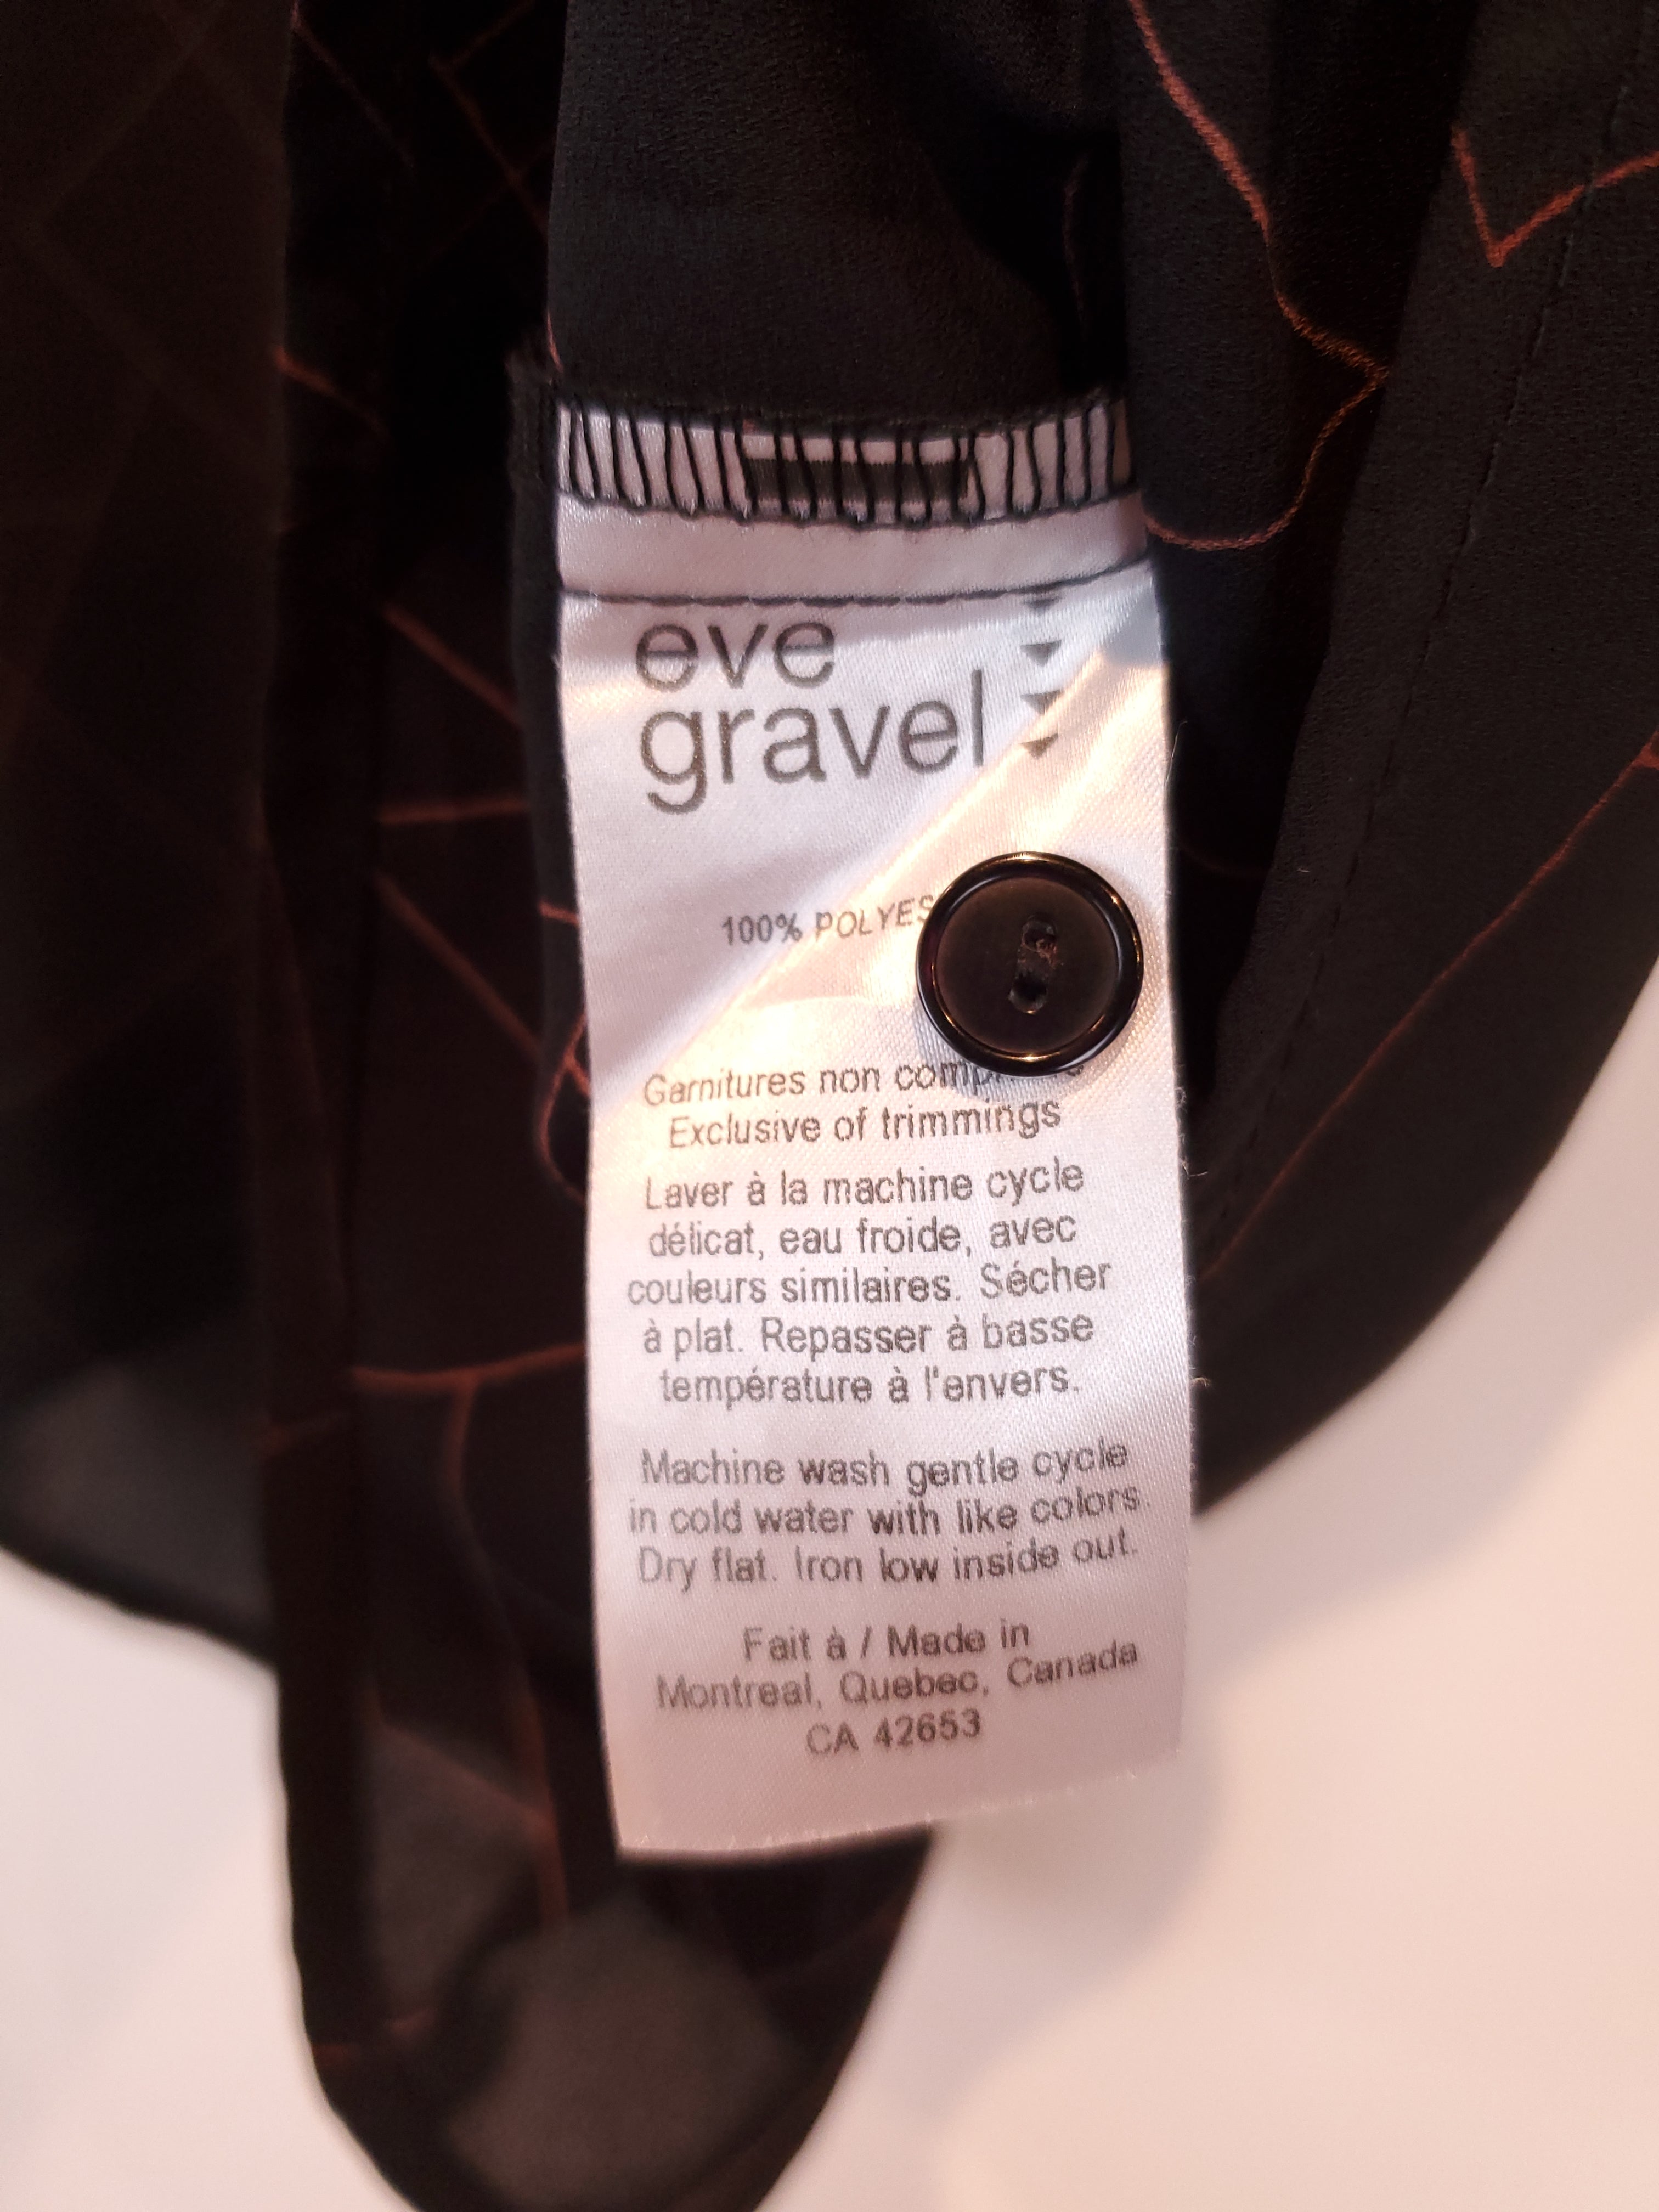 eve
gravel
100% POLYES
Garnitures non
Exclusive of trimmings
Laver à la machine cycle
délicat, eau froide, avec
couleurs similaires. Sécher
à plat. Repasser à basse
température à l'envers.
Machine wash gentle cycle
in cold water with like colors.
Dry flat. Iron low inside out.
Fait à / Made in
Montreal, Quebec, Canada
CA 42653